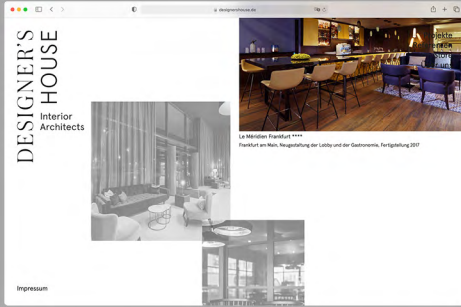 designershouse.de
DESIGNER'S
HOUSE
Interior
Architects
Le Méridien Frankfurt ****
Frankfurt am Main, Neugestaltung der Lobby und der Gastronomie, Fertigstellung 2017
Impressum